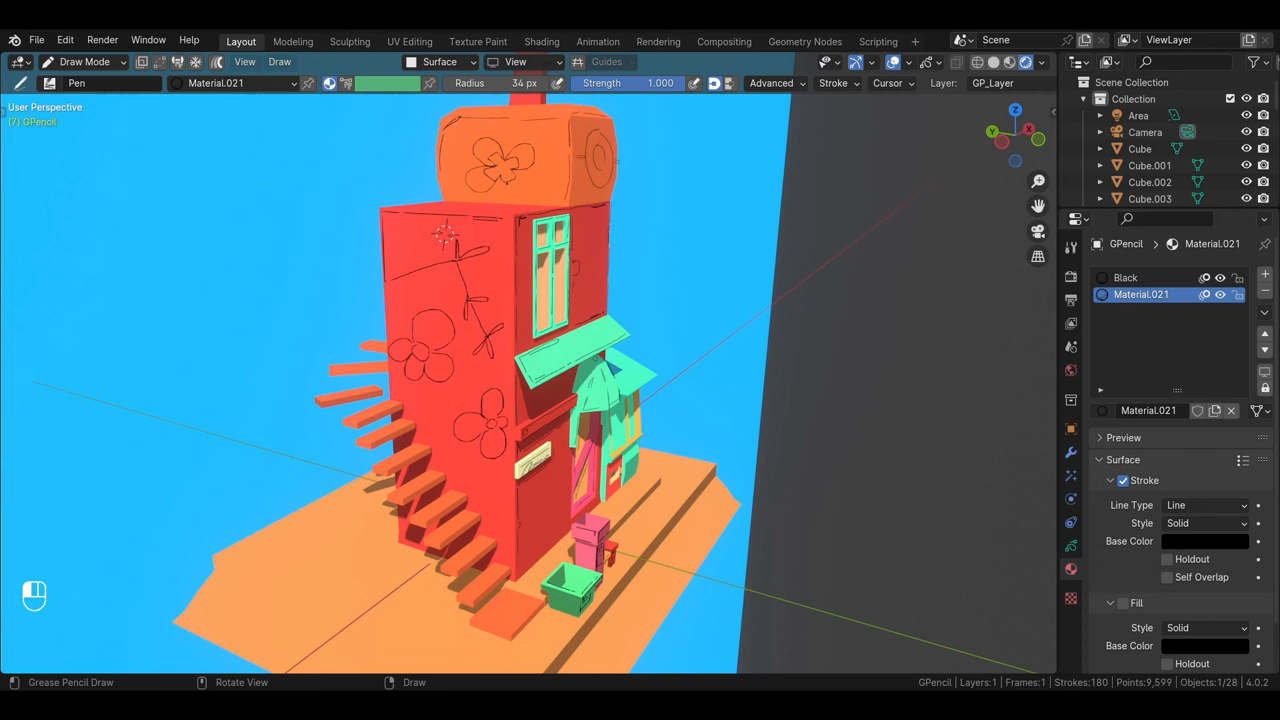 File Edit Render Window Help Layout Modeling Sculpting UV Editing Texture Paint Shading Animation Rendering Compositing Geometry Nodes Scripting + Scene ViewLayer
Draw Mode View Draw Surface View Guides
Pen Material.021 Radius 34 px Strength 1.000 Advanced Stroke Cursor Layer: GP_Layer
Scene Collection
User Perspective
(7) GPencil
Collection
Area
Camera
Cube
Cube.001
Cube.002
Cube.003
Z
Y
X
GPencil > Material.021
Black
Material.021
Material.021
Preview
Surface
Stroke
Line Type Line
Style Solid
Base Color
Holdout
Self Overlap
Fill
Style Solid
Base Color
Holdout
Grease Pencil Draw Rotate View Draw GPencil | Layers:1 | Frames:1 | Strokes:180 | Points:9,599 | Objects:1/28 | 4.0.2